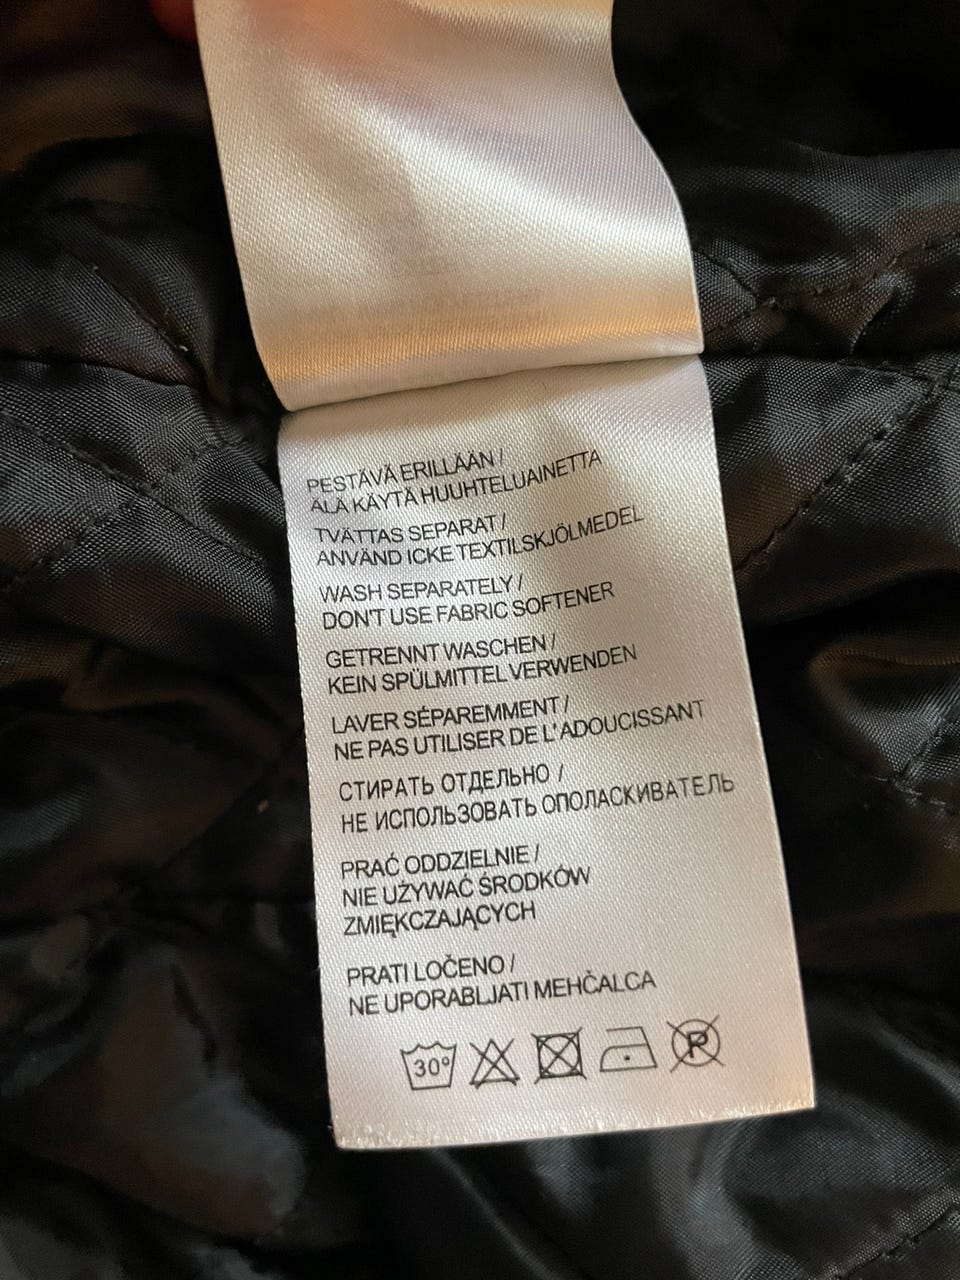 PESTÄVÄ ERILLÄÄN /
ÄLÄ KÄYTÄ HUUHTELUAINETTA
TVÄTTAS SEPARAT /
ANVÄND ICKE TEXTILSKJÖLMEDEL
WASH SEPARATELY /
DON'T USE FABRIC SOFTENER
GETRENNT WASCHEN /
KEIN SPÜLMITTEL VERWENDEN
LAVER SÉPAREMMENT /
NE PAS UTILISER DE L'ADOUCISSANT
СТИРАТЬ ОТДЕЛЬНО /
НЕ ИСПОЛЬЗОВАТЬ ОПОЛАСКИВАТЕЛЬ
PRAĆ ODDZIELNIE /
NIE UŻYWAĆ ŚRODKÓW
ZMIĘKCZAJĄCYCH
PRATI LOČENO /
NE UPORABLJATI MEHČALCA
30° P